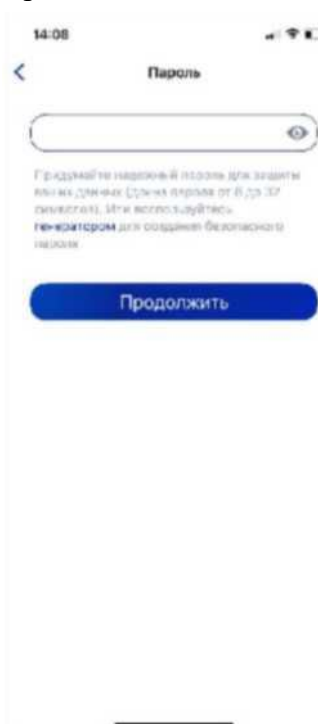 14:08
Пароль
Придумайте надежный пароль для защиты
ваших данных (длина пароля от 8 до 32
символов). Или воспользуйтесь
генератором для создания безопасного
пароля
Продолжить